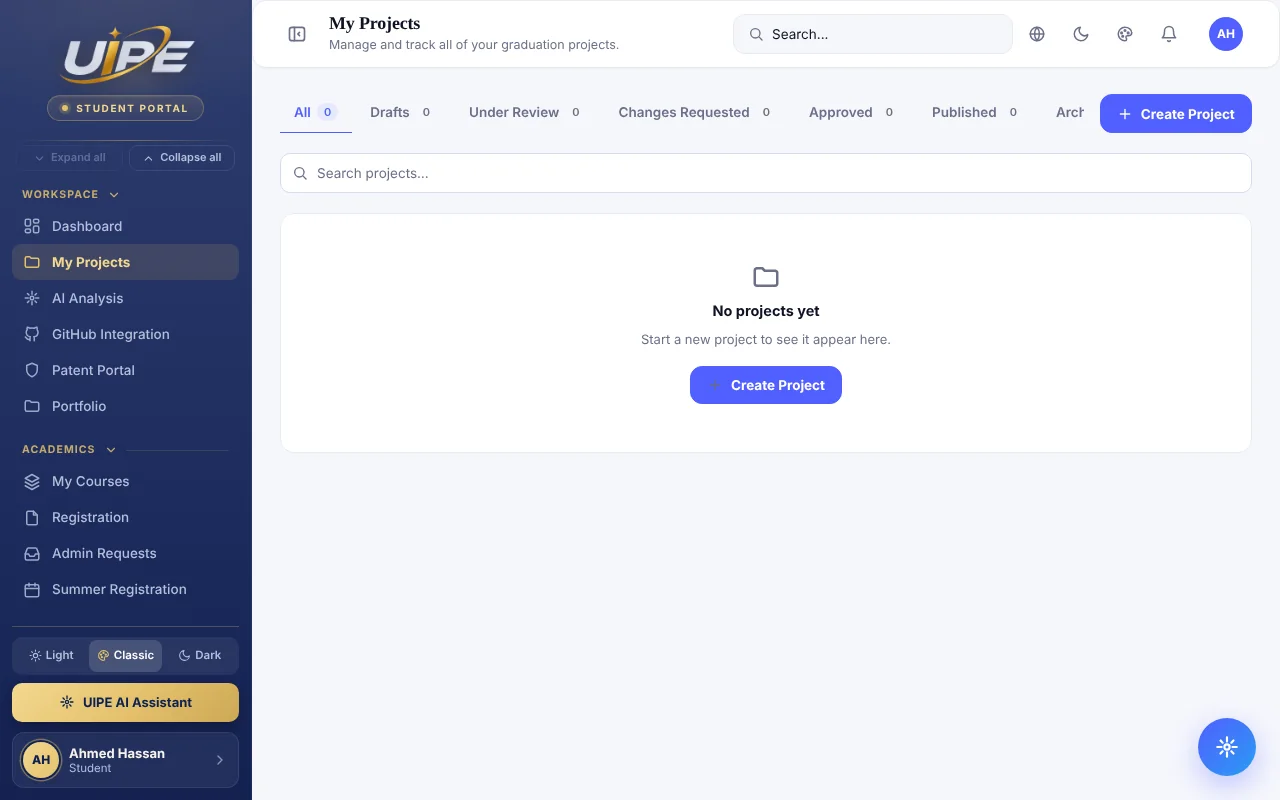 UIPE
STUDENT PORTAL
Expand all
Collapse all
WORKSPACE
Dashboard
My Projects
AI Analysis
GitHub Integration
Patent Portal
Portfolio
ACADEMICS
My Courses
Registration
Admin Requests
Summer Registration
Light
Classic
Dark
UIPE AI Assistant
AH
Ahmed Hassan
Student
My Projects
Manage and track all of your graduation projects.
Search...
AH
All 0
Drafts 0
Under Review 0
Changes Requested 0
Approved 0
Published 0
Arch
Create Project
Search projects...
No projects yet
Start a new project to see it appear here.
Create Project